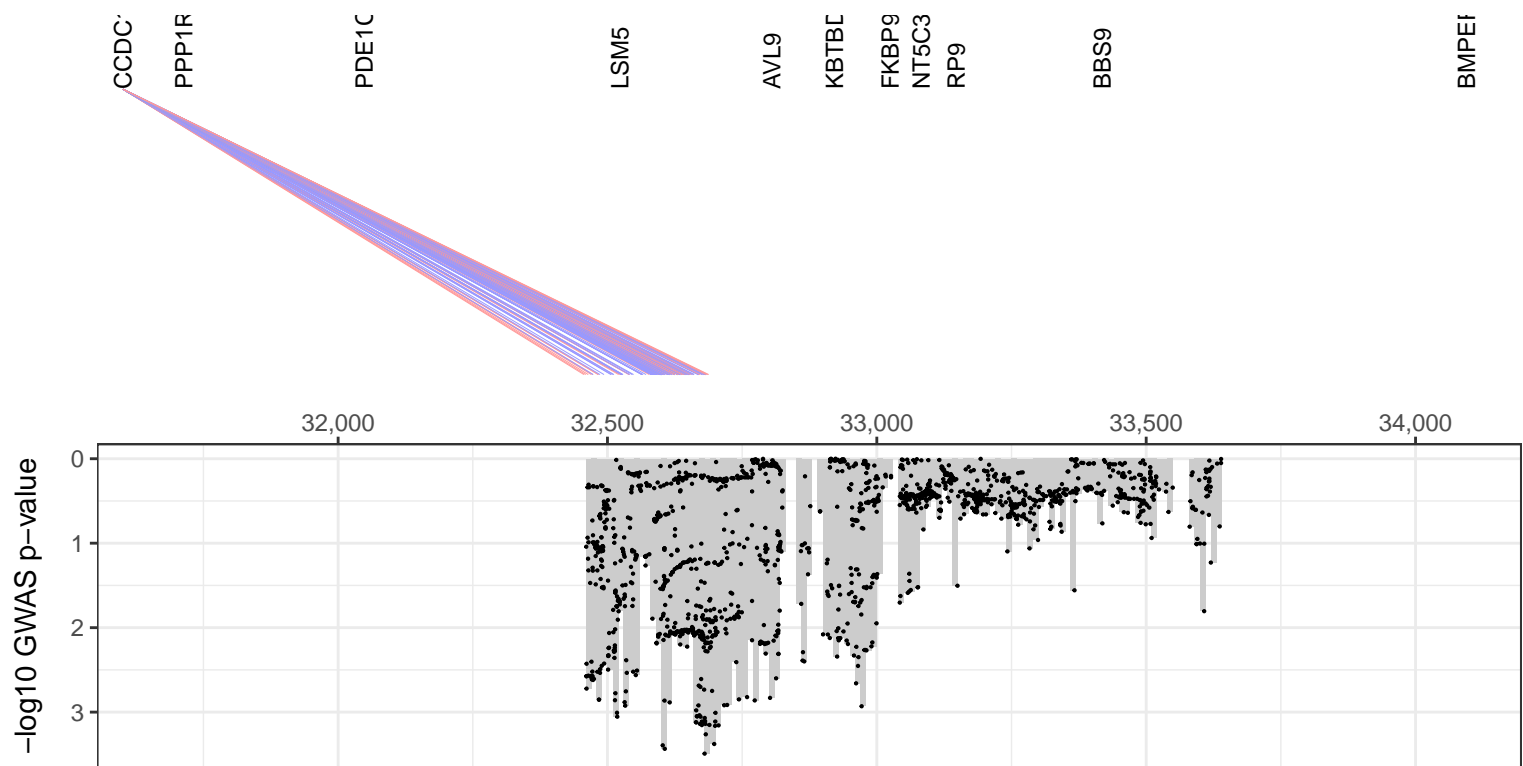 CCDC
PPP1R
PDE1C
LSM5
AVL9
KBTBD
FKBP9
NT5C3
RP9
BBS9
BMPE
32,000 32,500 33,000 33,500 34,000
0
1
2
3
−log10 GWAS p−value